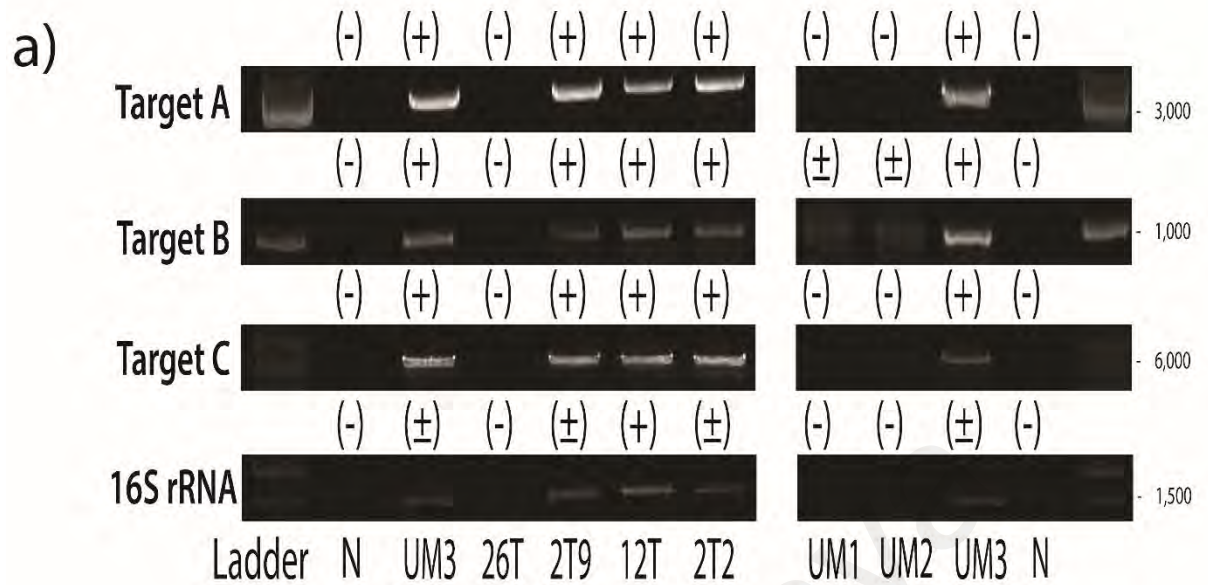 a)
(-) (+) (-) (+) (+) (+) (-) (-) (+) (-)
Target A - 3,000
(-) (+) (-) (+) (+) (+) (±) (±) (+) (-)
Target B - 1,000
(-) (+) (-) (+) (+) (+) (-) (-) (+) (-)
Target C - 6,000
(-) (±) (-) (±) (+) (±) (-) (-) (±) (-)
16S rRNA - 1,500
Ladder N UM3 26T 2T9 12T 2T2 UM1 UM2 UM3 N